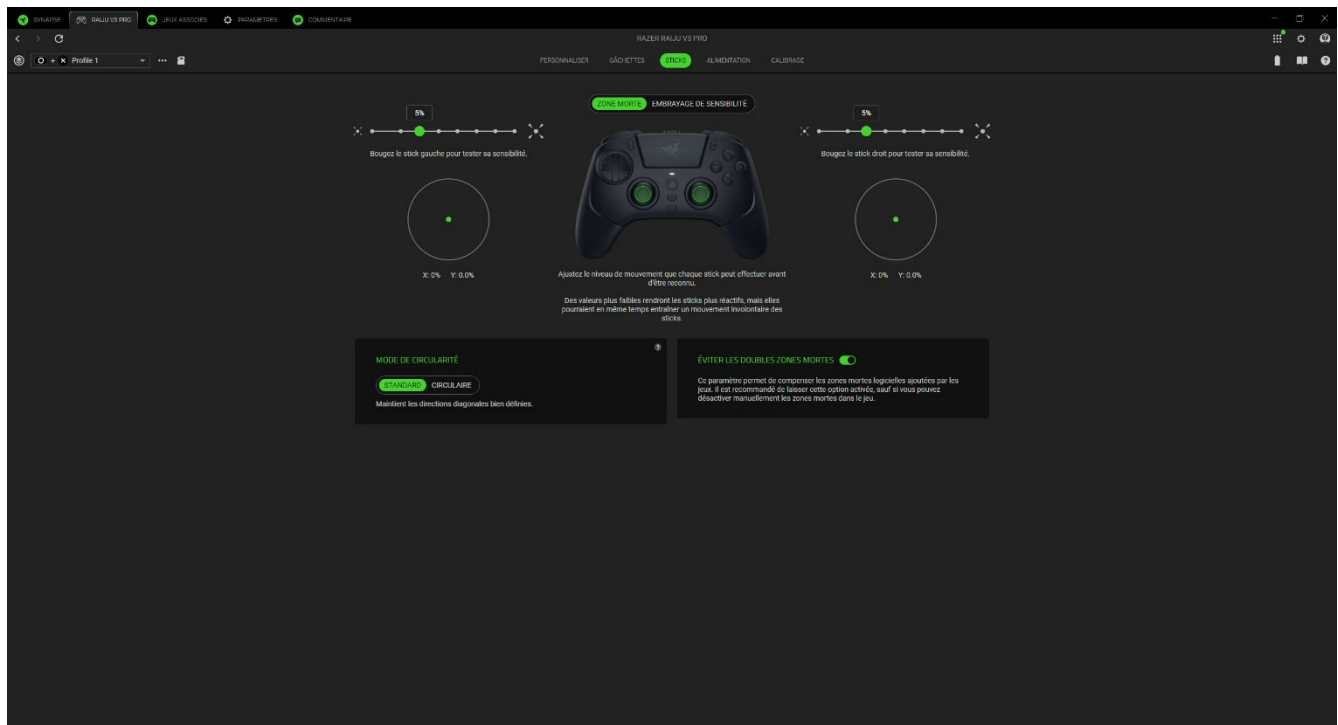 SYNAPSE RAIJU V3 PRO JEUX ASSOCIÉS PARAMÈTRES COMMENTAIRE
RAZER RAIJU V3 PRO
Profile 1
PERSONNALISER GÂCHETTES STICKS ALIMENTATION CALIBRAGE
ZONE MORTE EMBRAYAGE DE SENSIBILITÉ
5%
Bougez le stick gauche pour tester sa sensibilité.
X: 0% Y: 0.0%
5%
Bougez le stick droit pour tester sa sensibilité.
X: 0% Y: 0.0%
Ajustez le niveau de mouvement que chaque stick peut effectuer avant
d'être reconnu.
Des valeurs plus faibles rendront les sticks plus réactifs, mais elles
pourraient en même temps entraîner un mouvement involontaire des
sticks.
MODE DE CIRCULARITÉ
STANDARD CIRCULAIRE
Maintient les directions diagonales bien définies.
ÉVITER LES DOUBLES ZONES MORTES
Ce paramètre permet de compenser les zones mortes logicielles ajoutées par les
jeux. Il est recommandé de laisser cette option activée, sauf si vous pouvez
désactiver manuellement les zones mortes dans le jeu.